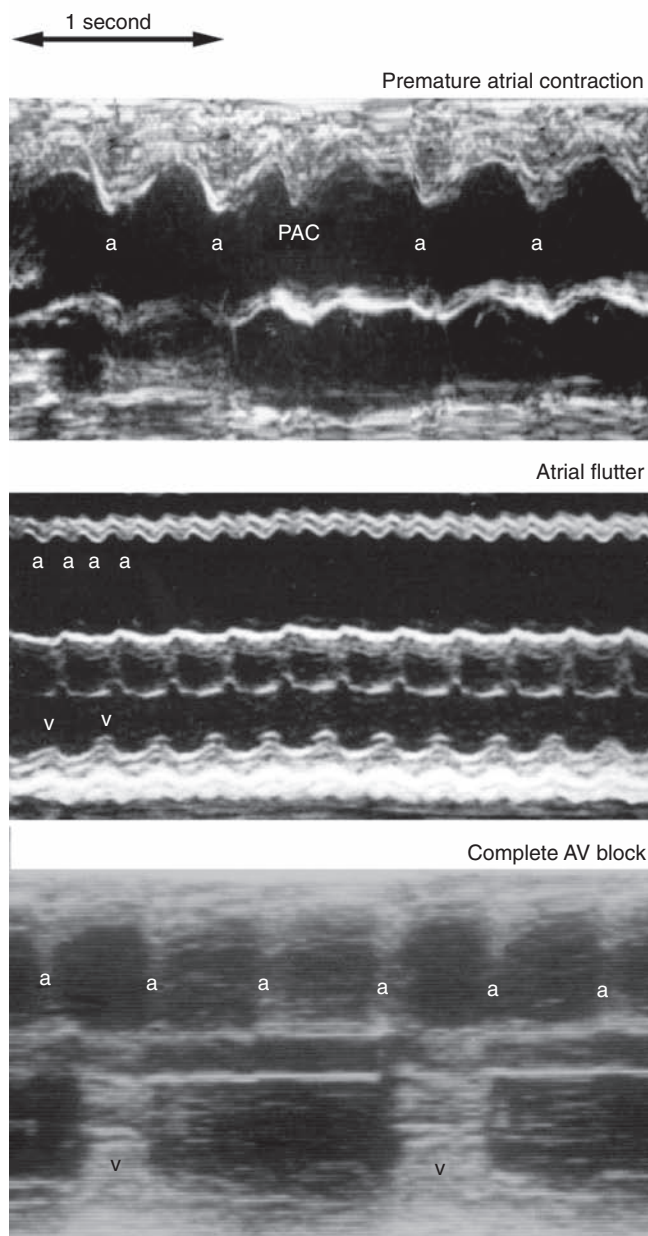 1 second
Premature atrial contraction
a a PAC a a
Atrial flutter
a a a a
v v
Complete AV block
a a a a a a
v v